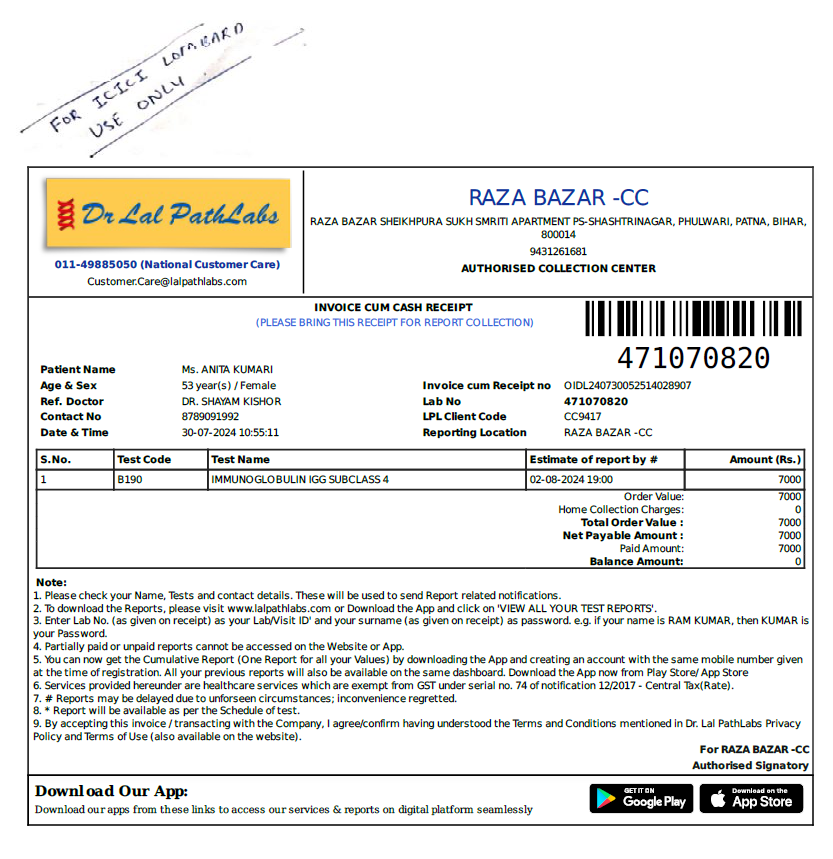 FOR ICICI LOMBARD
USE ONLY
Dr Lal PathLabs
011-49885050 (National Customer Care)
Customer.Care@lalpathlabs.com
RAZA BAZAR -CC
RAZA BAZAR SHEIKHPURA SUKH SMRITI APARTMENT PS-SHASHTRINAGAR, PHULWARI, PATNA, BIHAR,
800014
9431261681
AUTHORISED COLLECTION CENTER
INVOICE CUM CASH RECEIPT
(PLEASE BRING THIS RECEIPT FOR REPORT COLLECTION)
471070820
Patient Name Ms. ANITA KUMARI
Age & Sex 53 year(s) / Female Invoice cum Receipt no OIDL240730052514028907
Ref. Doctor DR. SHAYAM KISHOR Lab No 471070820
Contact No 8789091992 LPL Client Code CC9417
Date & Time 30-07-2024 10:55:11 Reporting Location RAZA BAZAR -CC
S.No. Test Code Test Name Estimate of report by # Amount (Rs.)
1 B190 IMMUNOGLOBULIN IGG SUBCLASS 4 02-08-2024 19:00 7000
Order Value: 7000
Home Collection Charges: 0
Total Order Value : 7000
Net Payable Amount : 7000
Paid Amount: 7000
Balance Amount: 0
Note:
1. Please check your Name, Tests and contact details. These will be used to send Report related notifications.
2. To download the Reports, please visit www.lalpathlabs.com or Download the App and click on 'VIEW ALL YOUR TEST REPORTS'.
3. Enter Lab No. (as given on receipt) as your Lab/Visit ID' and your surname (as given on receipt) as password. e.g. if your name is RAM KUMAR, then KUMAR is
your Password.
4. Partially paid or unpaid reports cannot be accessed on the Website or App.
5. You can now get the Cumulative Report (One Report for all your Values) by downloading the App and creating an account with the same mobile number given
at the time of registration. All your previous reports will also be available on the same dashboard. Download the App now from Play Store/ App Store
6. Services provided hereunder are healthcare services which are exempt from GST under serial no. 74 of notification 12/2017 - Central Tax(Rate).
7. # Reports may be delayed due to unforseen circumstances; inconvenience regretted.
8. * Report will be available as per the Schedule of test.
9. By accepting this invoice / transacting with the Company, I agree/confirm having understood the Terms and Conditions mentioned in Dr. Lal PathLabs Privacy
Policy and Terms of Use (also available on the website).
For RAZA BAZAR -CC
Authorised Signatory
Download Our App:
Download our apps from these links to access our services & reports on digital platform seamlessly
GET IT ON
Google Play
Download on the
App Store